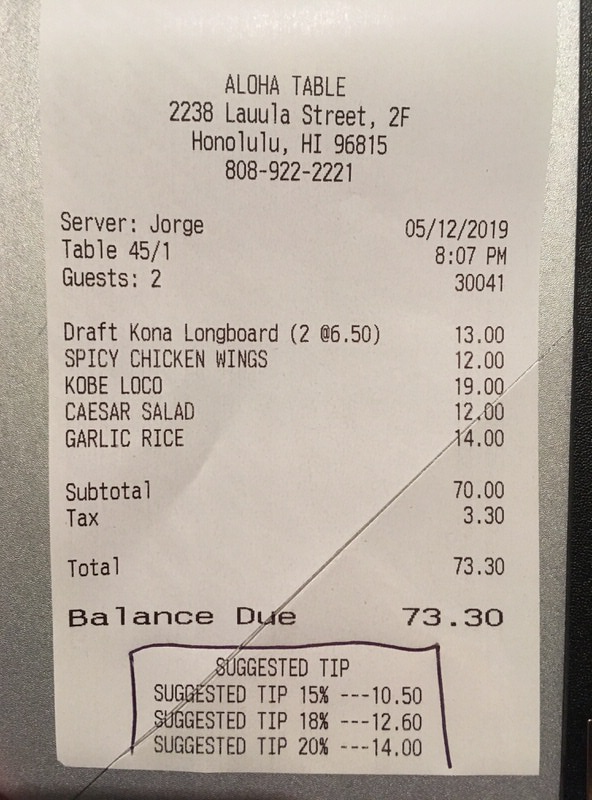 ALOHA TABLE
2238 Lauula Street, 2F
Honolulu, HI 96815
808-922-2221
Server: Jorge 05/12/2019
Table 45/1 8:07 PM
Guests: 2 30041
Draft Kona Longboard (2 @6.50) 13.00
SPICY CHICKEN WINGS 12.00
KOBE LOCO 19.00
CAESAR SALAD 12.00
GARLIC RICE 14.00
Subtotal 70.00
Tax 3.30
Total 73.30
Balance Due 73.30
SUGGESTED TIP
SUGGESTED TIP 15% ---10.50
SUGGESTED TIP 18% ---12.60
SUGGESTED TIP 20% ---14.00